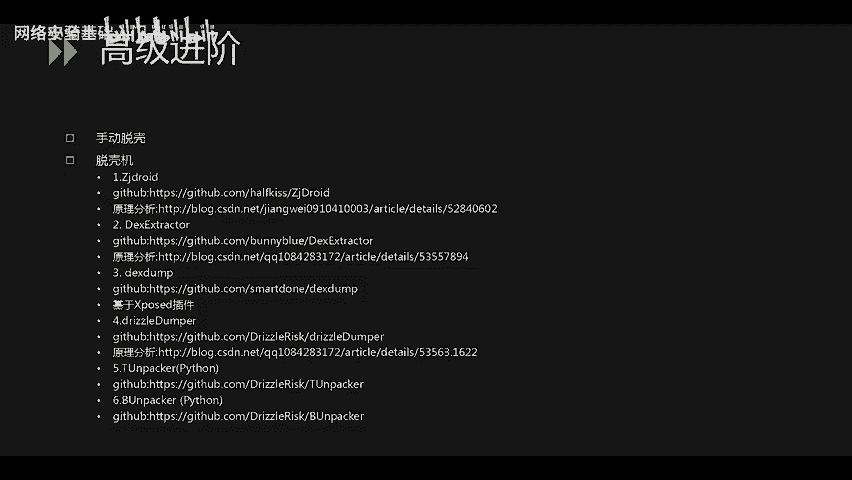 网络安全基础入门
高级进阶
手动脱壳
脱壳机
1.Zjdroid
github:https://github.com/halfkiss/ZjDroid
原理分析:http://blog.csdn.net/jiangwei0910410003/article/details/52840602
2. DexExtractor
github:https://github.com/bunnyblue/DexExtractor
原理分析:http://blog.csdn.net/qq1084283172/article/details/53557894
3. dexdump
github:https://github.com/smartdone/dexdump
基于Xposed插件
4.drizzleDumper
github:https://github.com/DrizzleRisk/drizzleDumper
原理分析:http://blog.csdn.net/qq1084283172/article/details/53563.1622
5.TUnpacker(Python)
github:https://github.com/DrizzleRisk/TUnpacker
6.BUnpacker (Python)
github:https://github.com/DrizzleRisk/BUnpacker